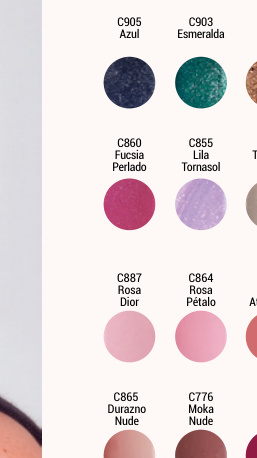 C905
Azul
C903
Esmeralda
C860
Fucsia
Perlado
C855
Lila
Tornasol
C887
Rosa
Dior
C864
Rosa
Pétalo
C865
Durazno
Nude
C776
Moka
Nude